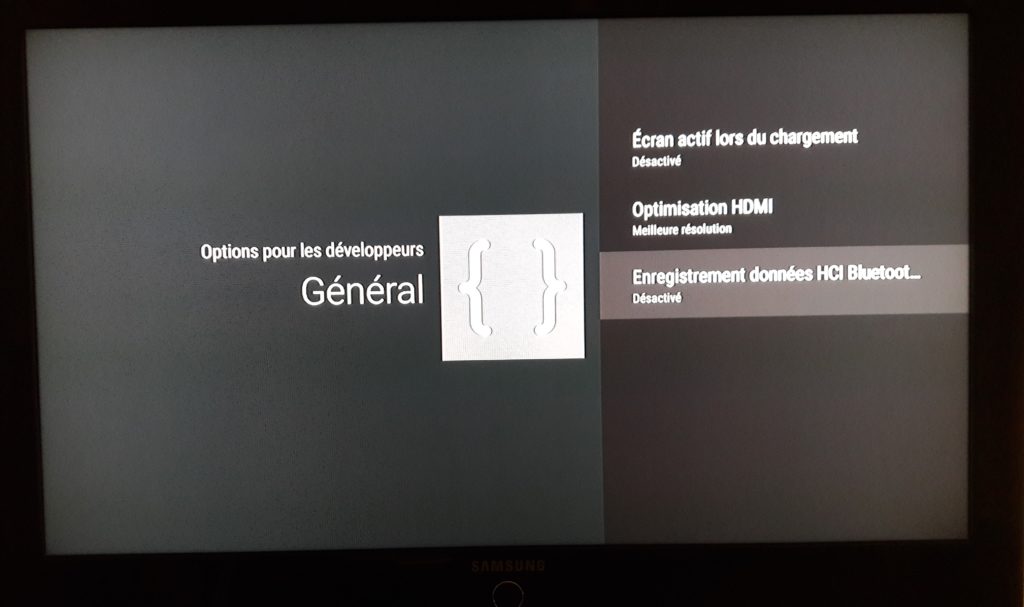 Options pour les développeurs
Général
Écran actif lors du chargement
Désactivé
Optimisation HDMI
Meilleure résolution
Enregistrement données HCI Bluetoot...
Désactivé
SAMSUNG